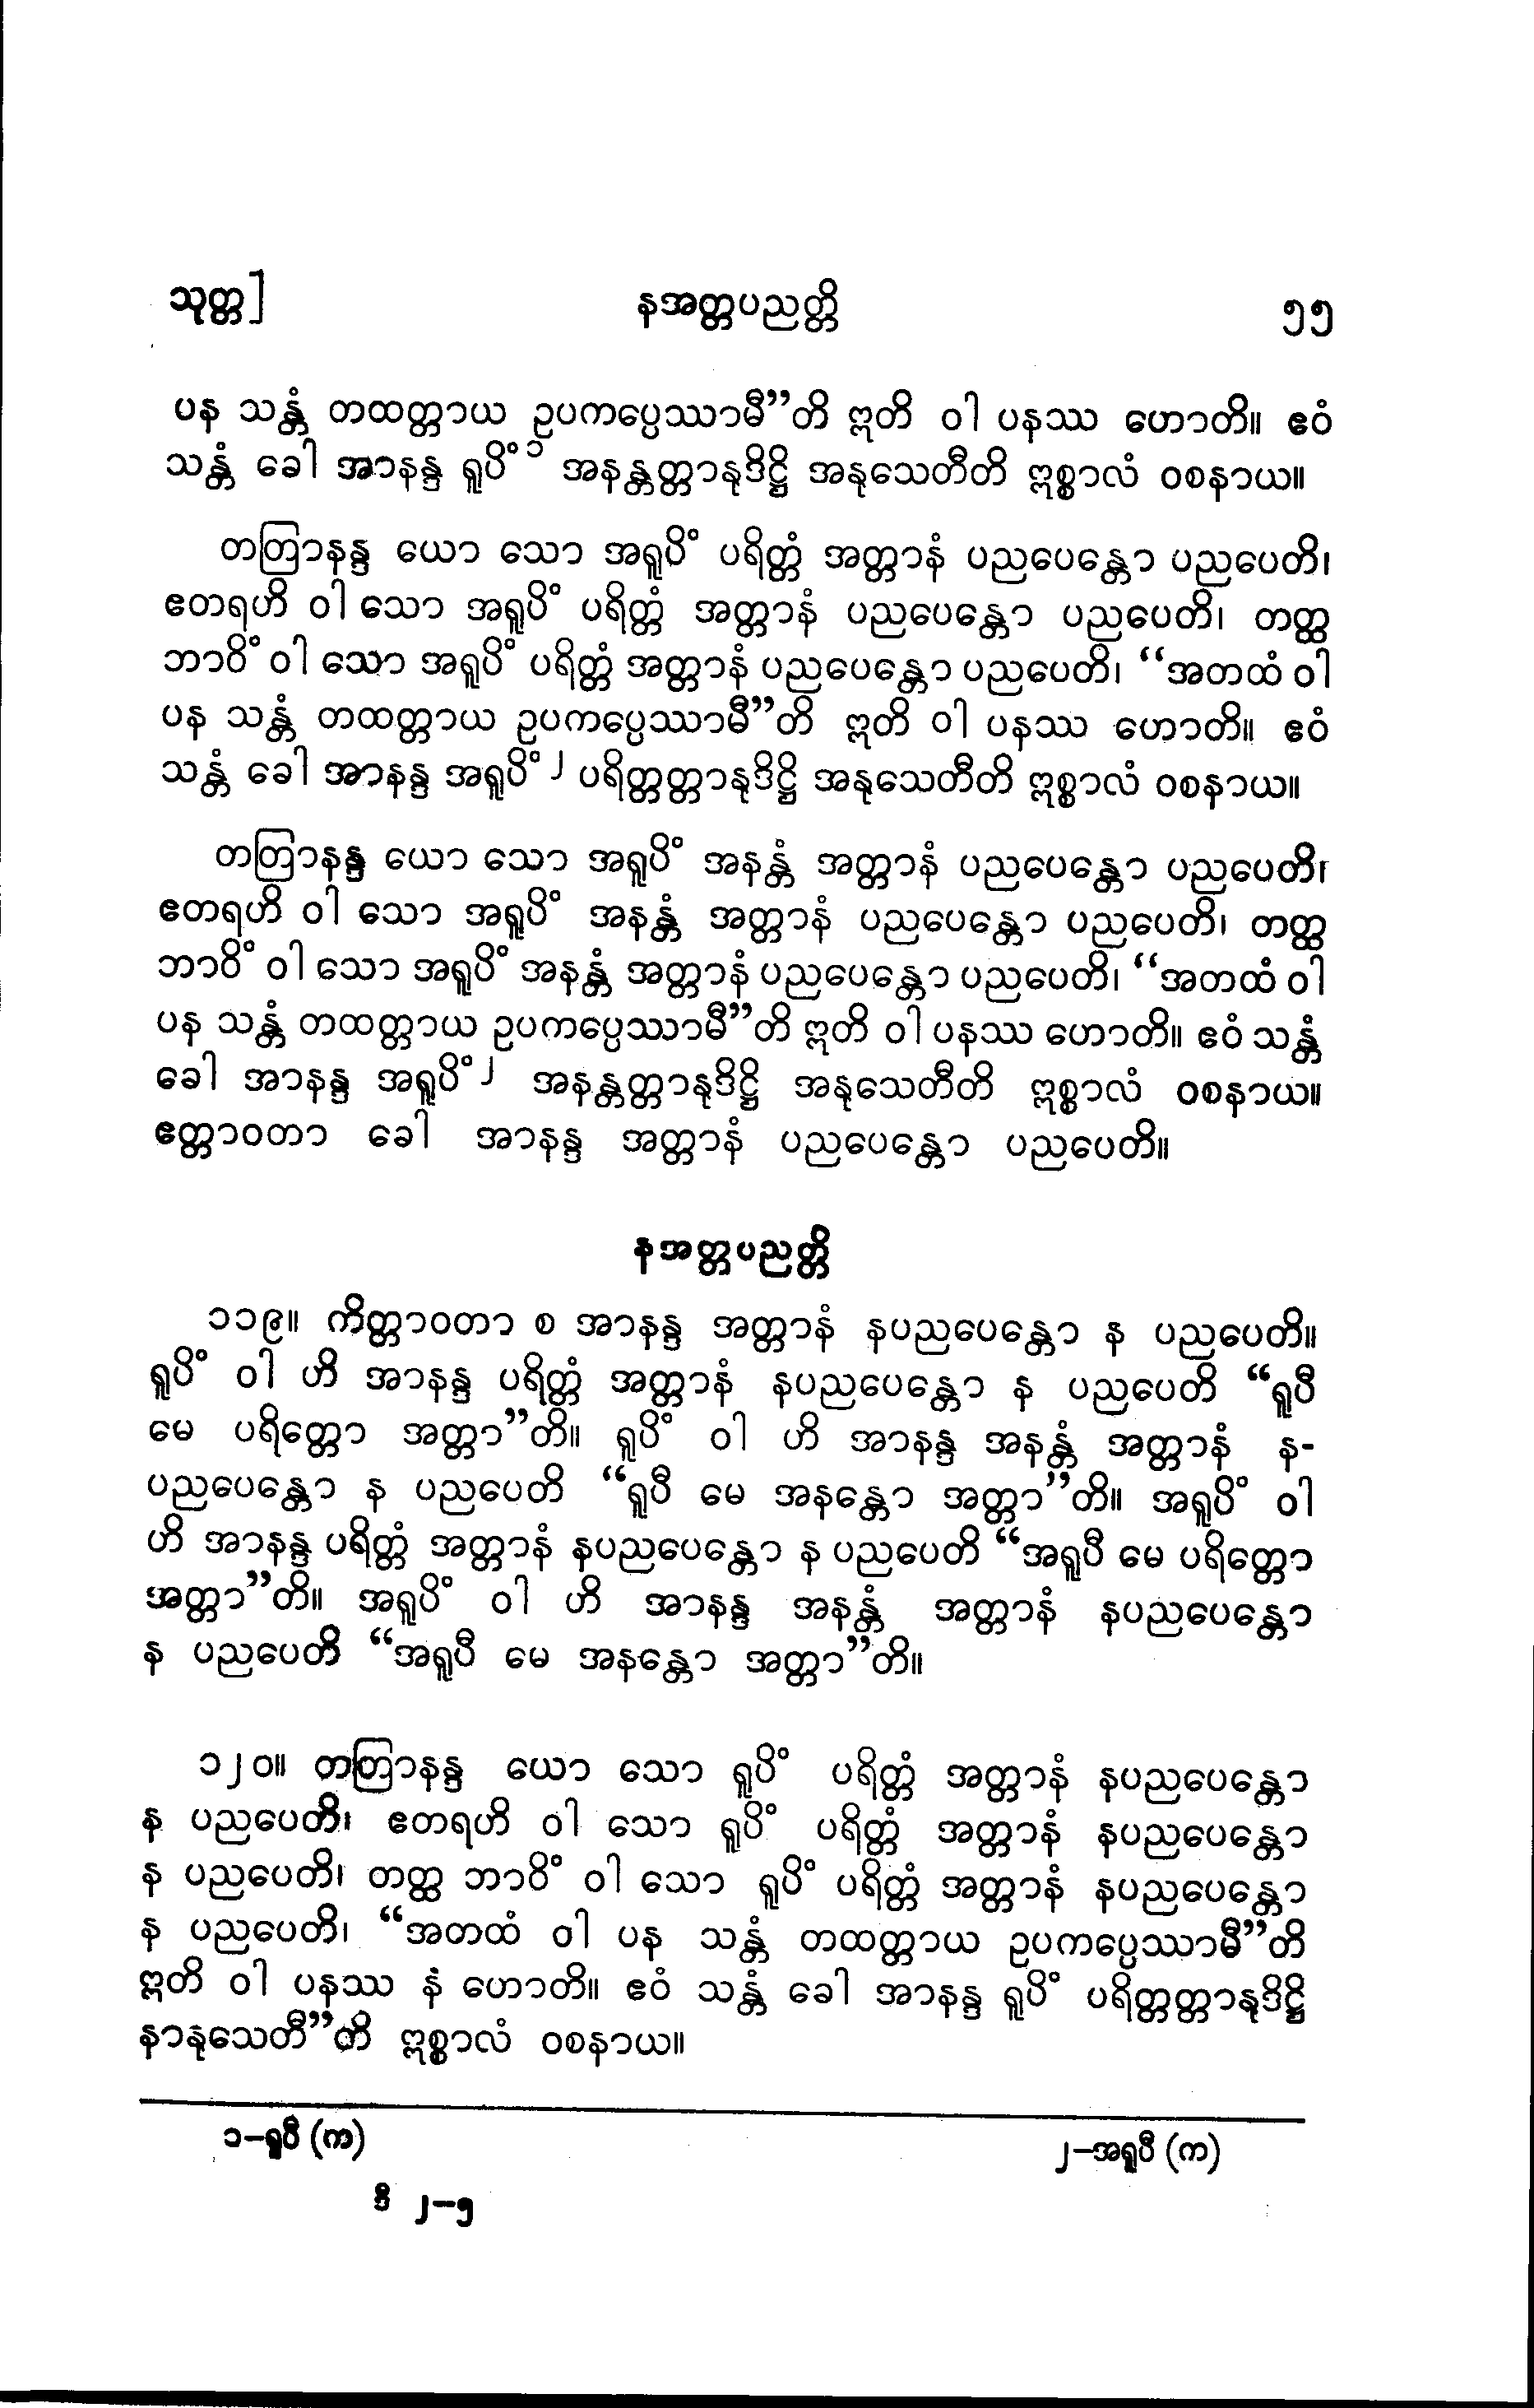 သုတ္တ]
နအတ္တပညတ္တိ
၅၅
ပန သန္တံ တထတ္တာယ ဥပကပ္ပေဿာမီ”တိ ဣတိ ဝါ ပနဿ ဟောတိ။ ဧဝံ
သန္တံ ခေါ အာနန္ဒ ရူပိံ ၁ အနန္တတ္တာနုဒိဋ္ဌိ အနုသေတီတိ ဣစ္စာလံ ဝစနာယ။
တတြာနန္ဒ ယော သော အရူပိံ ပရိတ္တံ အတ္တာနံ ပညပေန္တော ပညပေတိ၊
ဧတရဟိ ဝါ သော အရူပိံ ပရိတ္တံ အတ္တာနံ ပညပေန္တော ပညပေတိ၊ တတ္ထ
ဘာဝိံ ဝါ သော အရူပိံ ပရိတ္တံ အတ္တာနံ ပညပေန္တော ပညပေတိ၊ “အတထံ ဝါ
ပန သန္တံ တထတ္တာယ ဥပကပ္ပေဿာမီ”တိ ဣတိ ဝါ ပနဿ ဟောတိ။ ဧဝံ
သန္တံ ခေါ အာနန္ဒ အရူပိံ ၂ ပရိတ္တတ္တာနုဒိဋ္ဌိ အနုသေတီတိ ဣစ္စာလံ ဝစနာယ။
တတြာနန္ဒ ယော သော အရူပိံ အနန္တံ အတ္တာနံ ပညပေန္တော ပညပေတိ၊
ဧတရဟိ ဝါ သော အရူပိံ အနန္တံ အတ္တာနံ ပညပေန္တော ပညပေတိ၊ တတ္ထ
ဘာဝိံ ဝါ သော အရူပိံ အနန္တံ အတ္တာနံ ပညပေန္တော ပညပေတိ၊ “အတထံ ဝါ
ပန သန္တံ တထတ္တာယ ဥပကပ္ပေဿာမီ”တိ ဣတိ ဝါ ပနဿ ဟောတိ။ ဧဝံ သန္တံ
ခေါ အာနန္ဒ အရူပိံ ၂ အနန္တတ္တာနုဒိဋ္ဌိ အနုသေတီတိ ဣစ္စာလံ ဝစနာယ။
ဧတ္တာဝတာ ခေါ အာနန္ဒ အတ္တာနံ ပညပေန္တော ပညပေတိ။
နအတ္တပညတ္တိ
၁၁၉။ ကိတ္တာဝတာ စ အာနန္ဒ အတ္တာနံ နပညပေန္တော န ပညပေတိ။
ရူပိံ ဝါ ဟိ အာနန္ဒ ပရိတ္တံ အတ္တာနံ နပညပေန္တော န ပညပေတိ “ရူပီ
မေ ပရိတ္တော အတ္တာ”တိ။ ရူပိံ ဝါ ဟိ အာနန္ဒ အနန္တံ အတ္တာနံ န-
ပညပေန္တော န ပညပေတိ “ရူပီ မေ အနန္တော အတ္တာ”တိ။ အရူပိံ ဝါ
ဟိ အာနန္ဒ ပရိတ္တံ အတ္တာနံ နပညပေန္တော န ပညပေတိ “အရူပီ မေ ပရိတ္တော
အတ္တာ”တိ။ အရူပိံ ဝါ ဟိ အာနန္ဒ အနန္တံ အတ္တာနံ နပညပေန္တော
န ပညပေတိ “အရူပီ မေ အနန္တော အတ္တာ”တိ။
၁၂၀။ တတြာနန္ဒ ယော သော ရူပိံ ပရိတ္တံ အတ္တာနံ နပညပေန္တော
န ပညပေတိ၊ ဧတရဟိ ဝါ သော ရူပိံ ပရိတ္တံ အတ္တာနံ နပညပေန္တော
န ပညပေတိ၊ တတ္ထ ဘာဝိံ ဝါ သော ရူပိံ ပရိတ္တံ အတ္တာနံ နပညပေန္တော
န ပညပေတိ၊ “အတထံ ဝါ ပန သန္တံ တထတ္တာယ ဥပကပ္ပေဿာမီ”တိ
ဣတိ ဝါ ပနဿ န ဟောတိ။ ဧဝံ သန္တံ ခေါ အာနန္ဒ ရူပိံ ပရိတ္တတ္တာနုဒိဋ္ဌိ
နာနုသေတီ”တိ ဣစ္စာလံ ဝစနာယ။
၁–ရူပီ (က)
၂–အရူပီ (က)
ဒီ ၂–၅